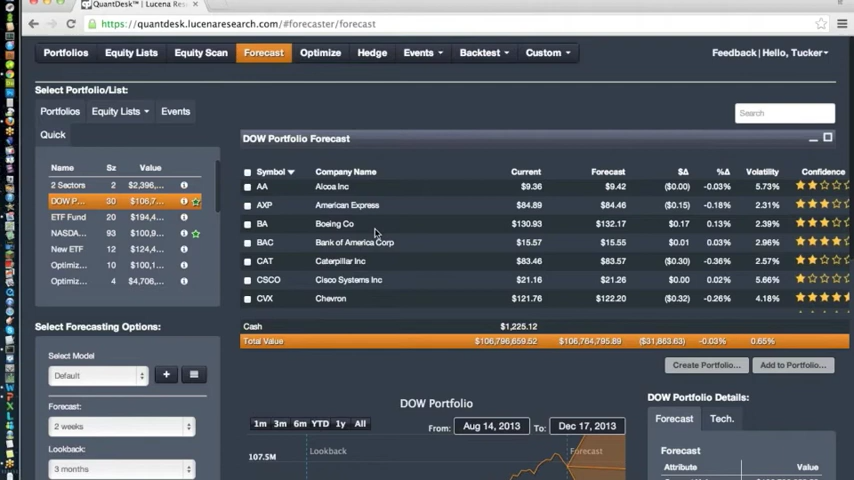 QuantDesk™ | Lucena Res
https://quantdesk.lucenaresearch.com/#forecaster/forecast
Portfolios Equity Lists Equity Scan Forecast Optimize Hedge Events Backtest Custom Feedback | Hello, Tucker
Select Portfolio/List:
Portfolios Equity Lists Events Search
Quick DOW Portfolio Forecast
Name Sz Value
Symbol Company Name Current Forecast $Δ %Δ Volatility Confidence
2 Sectors 2 $2,396,...
AA Alcoa Inc $9.36 $9.42 ($0.00) -0.03% 5.73%
DOW P... 30 $106,7...
AXP American Express $84.89 $84.46 ($0.15) -0.18% 2.31%
ETF Fund 20 $194,4...
BA Boeing Co $130.93 $132.17 $0.17 0.13% 2.39%
NASDA... 93 $100,9...
BAC Bank of America Corp $15.57 $15.55 $0.01 0.03% 2.96%
New ETF 12 $124,9...
CAT Caterpillar Inc $83.46 $83.57 ($0.30) -0.36% 2.57%
Optimiz... 10 $100,1...
CSCO Cisco Systems Inc $21.16 $21.26 $0.00 0.02% 5.66%
Optimiz... 4 $4,706,...
CVX Chevron $121.76 $122.20 ($0.32) -0.26% 4.18%
Select Forecasting Options:
Cash $1,225.12
Total Value $106,796,659.52 $106,764,795.89 ($31,863.63) -0.03% 0.65%
Select Model
Default
Create Portfolio... Add to Portfolio...
Forecast:
2 weeks
Lookback:
3 months
DOW Portfolio
1m 3m 6m YTD 1y All From: Aug 14, 2013 To: Dec 17, 2013
107.5M Lookback Forecast
DOW Portfolio Details:
Forecast Tech.
Forecast
Attribute Value